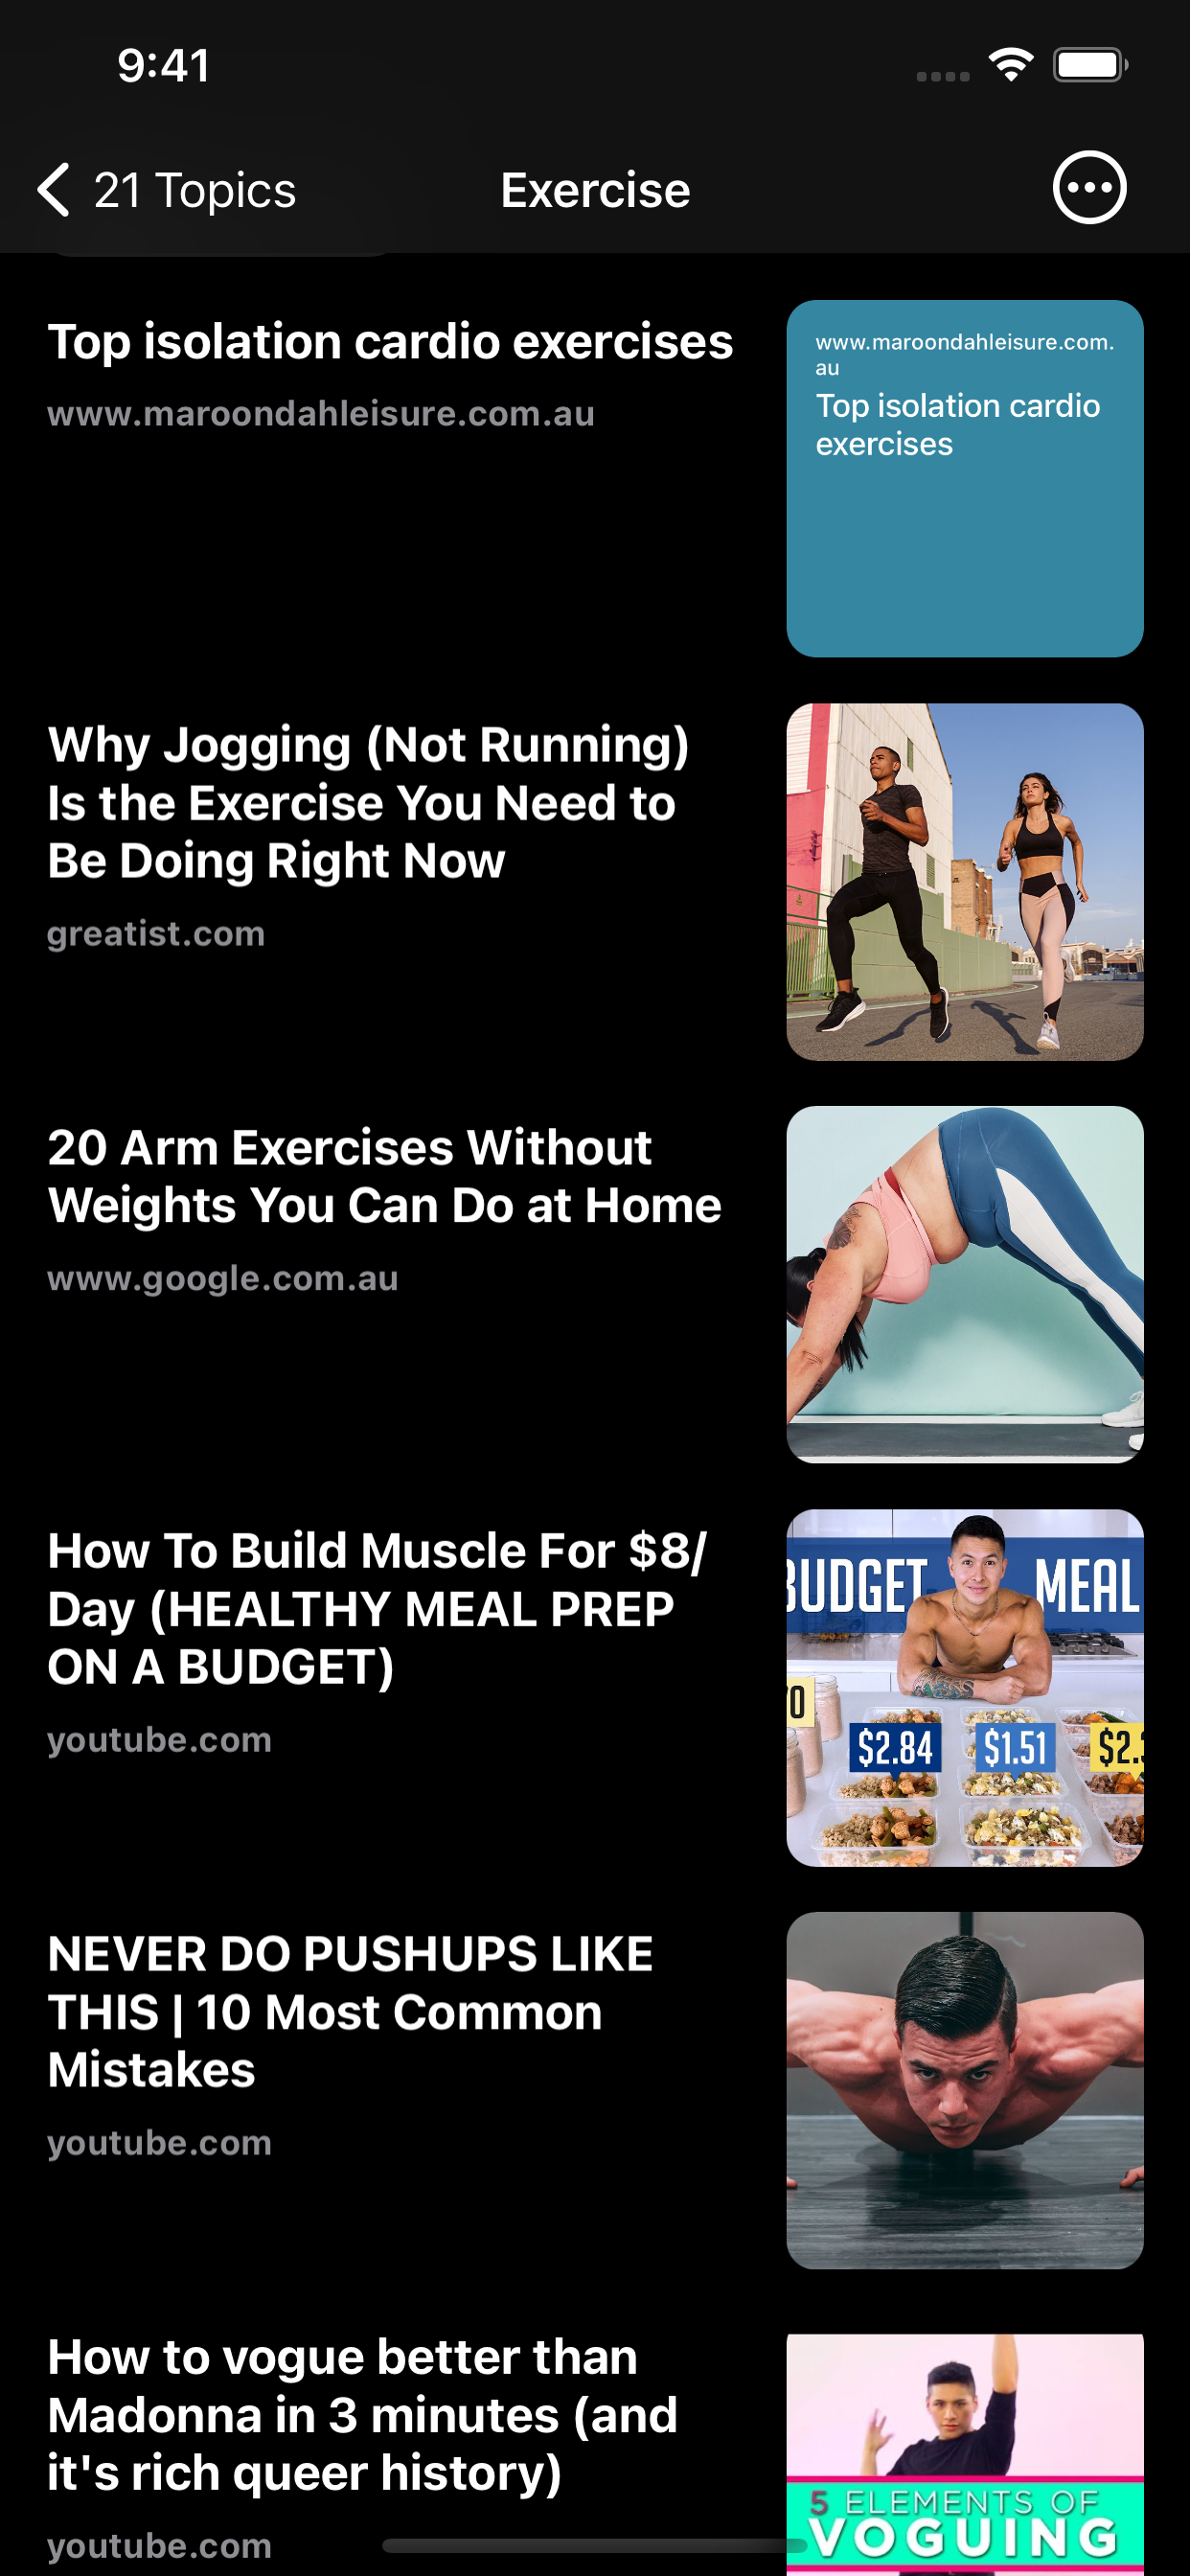 9:41
21 Topics
Exercise
Top isolation cardio exercises
www.maroondahleisure.com.au
www.maroondahleisure.com.
au
Top isolation cardio
exercises
Why Jogging (Not Running)
Is the Exercise You Need to
Be Doing Right Now
greatist.com
20 Arm Exercises Without
Weights You Can Do at Home
www.google.com.au
How To Build Muscle For $8/
Day (HEALTHY MEAL PREP
ON A BUDGET)
youtube.com
BUDGET MEAL
$2.84
$1.51
NEVER DO PUSHUPS LIKE
THIS | 10 Most Common
Mistakes
youtube.com
How to vogue better than
Madonna in 3 minutes (and
it's rich queer history)
youtube.com
5 ELEMENTS OF
VOGUING